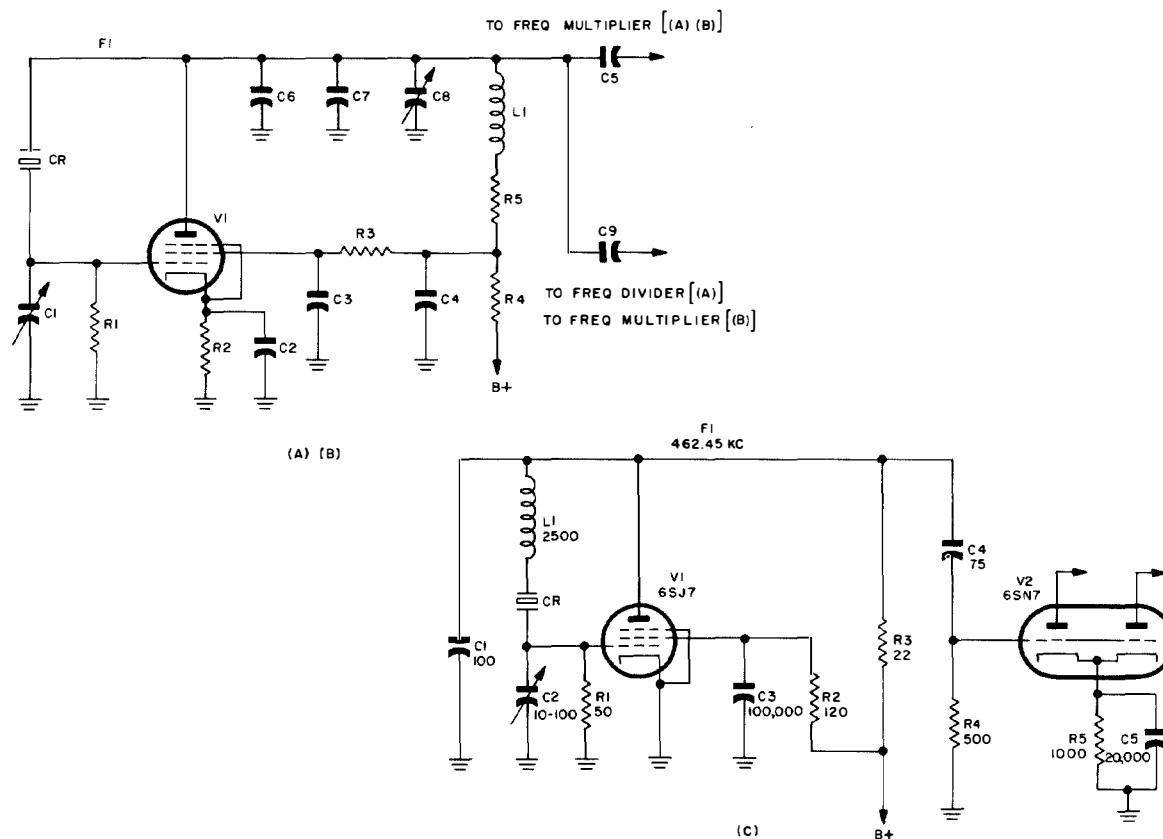 TO FREQ MULTIPLIER [(A) (B)]
F1
C5
C6
C7
C8
L1
CR
R5
V1
R3
C9
C1
R1
R2
C2
C3
C4
R4
TO FREQ DIVIDER [(A)]
TO FREQ MULTIPLIER [(B)]
B+
(A) (B)
F1
462.45 KC
L1
2500
C4
75
V1
6SJ7
V2
6SN7
CR
C1
100
R3
22
C2
10-100
R1
50
C3
100,000
R2
120
R4
500
R5
1000
C5
20,000
B+
(C)